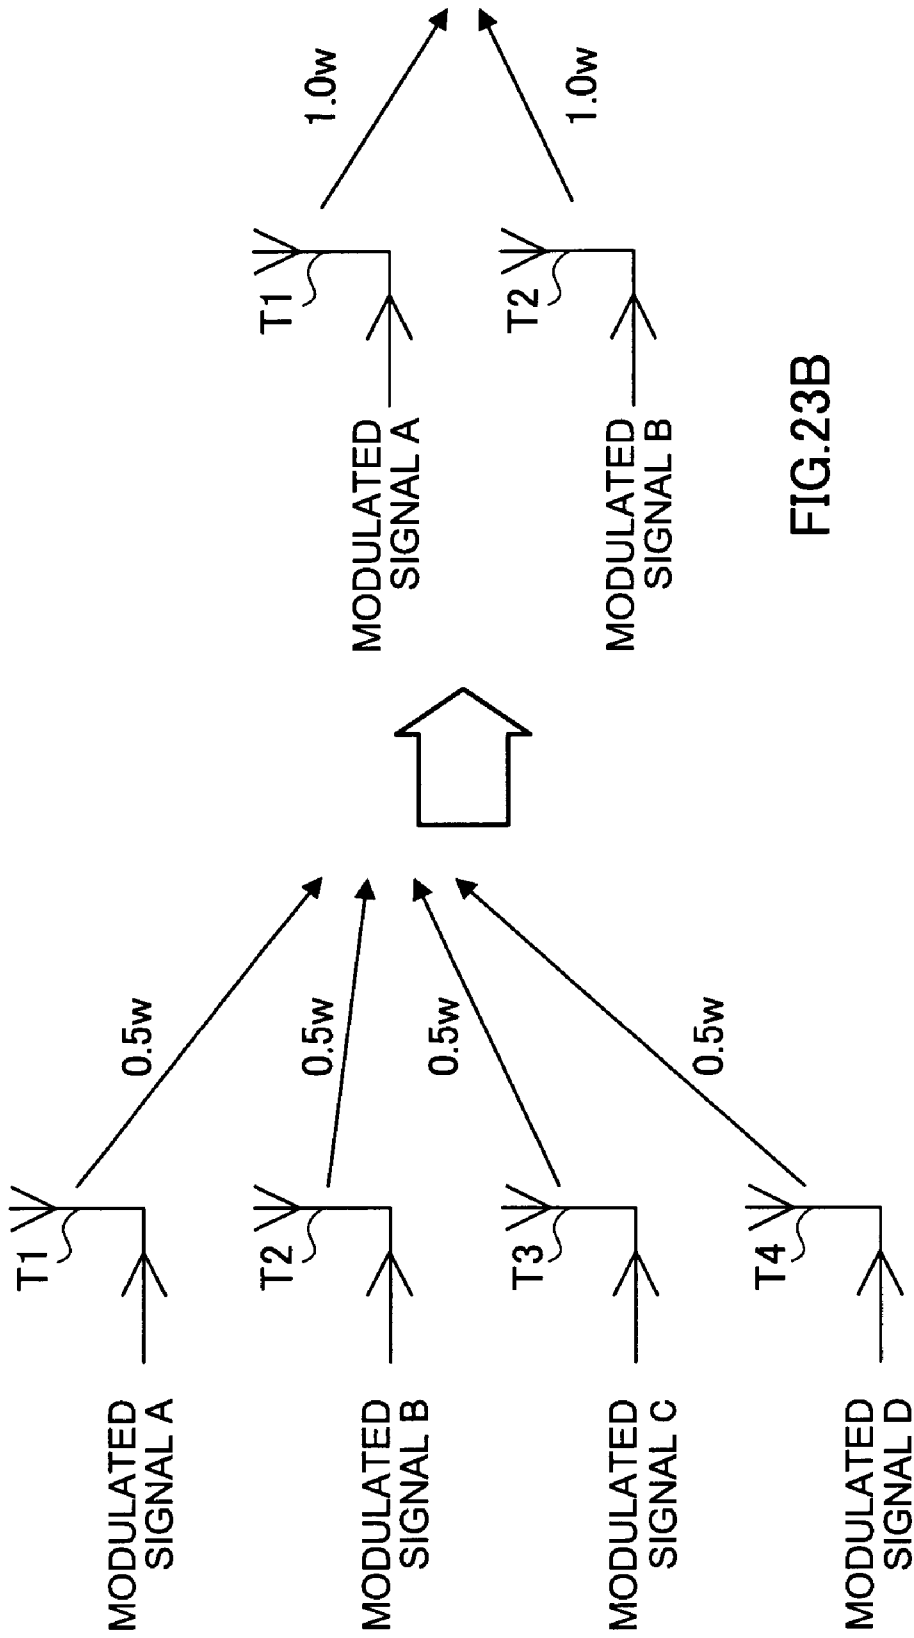 MODULATED
SIGNAL A
T1
0.5w
MODULATED
SIGNAL B
T2
0.5w
MODULATED
SIGNAL C
T3
0.5w
MODULATED
SIGNAL D
T4
0.5w
MODULATED
SIGNAL A
T1
1.0w
MODULATED
SIGNAL B
T2
1.0w
FIG.23B